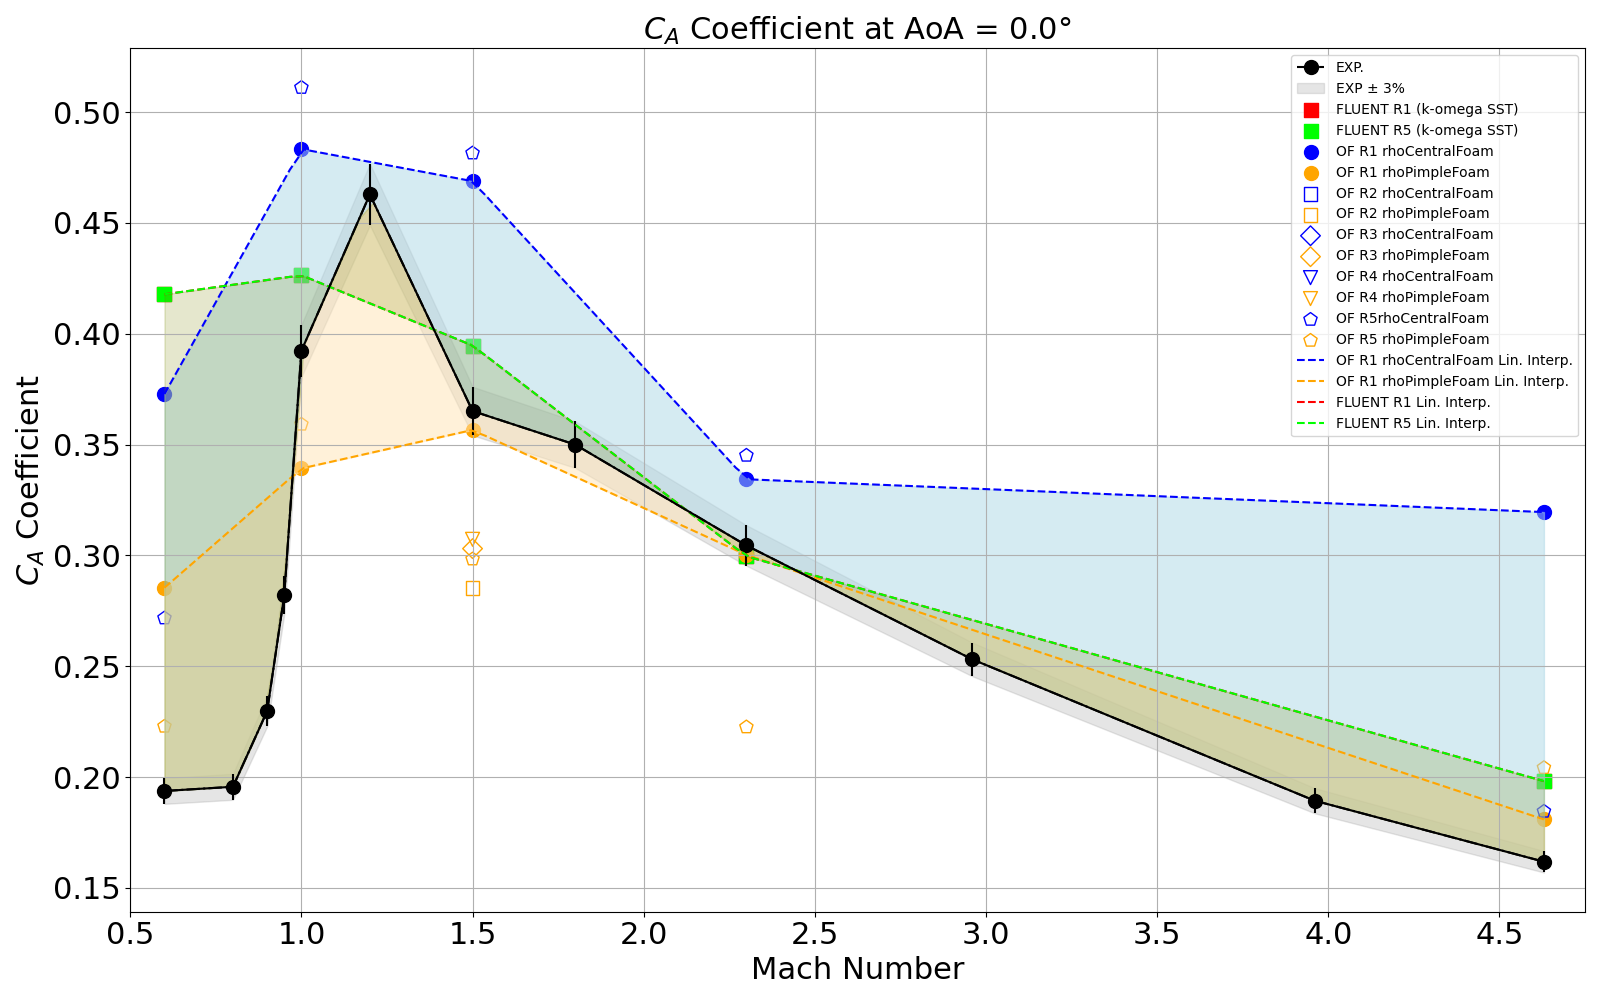 C_A Coefficient at AoA = 0.0°
C_A Coefficient
0.50
0.45
0.40
0.35
0.30
0.25
0.20
0.15
0.5 1.0 1.5 2.0 2.5 3.0 3.5 4.0 4.5
Mach Number
EXP.
EXP ± 3%
FLUENT R1 (k-omega SST)
FLUENT R5 (k-omega SST)
OF R1 rhoCentralFoam
OF R1 rhoPimpleFoam
OF R2 rhoCentralFoam
OF R2 rhoPimpleFoam
OF R3 rhoCentralFoam
OF R3 rhoPimpleFoam
OF R4 rhoCentralFoam
OF R4 rhoPimpleFoam
OF R5rhoCentralFoam
OF R5 rhoPimpleFoam
OF R1 rhoCentralFoam Lin. Interp.
OF R1 rhoPimpleFoam Lin. Interp.
FLUENT R1 Lin. Interp.
FLUENT R5 Lin. Interp.